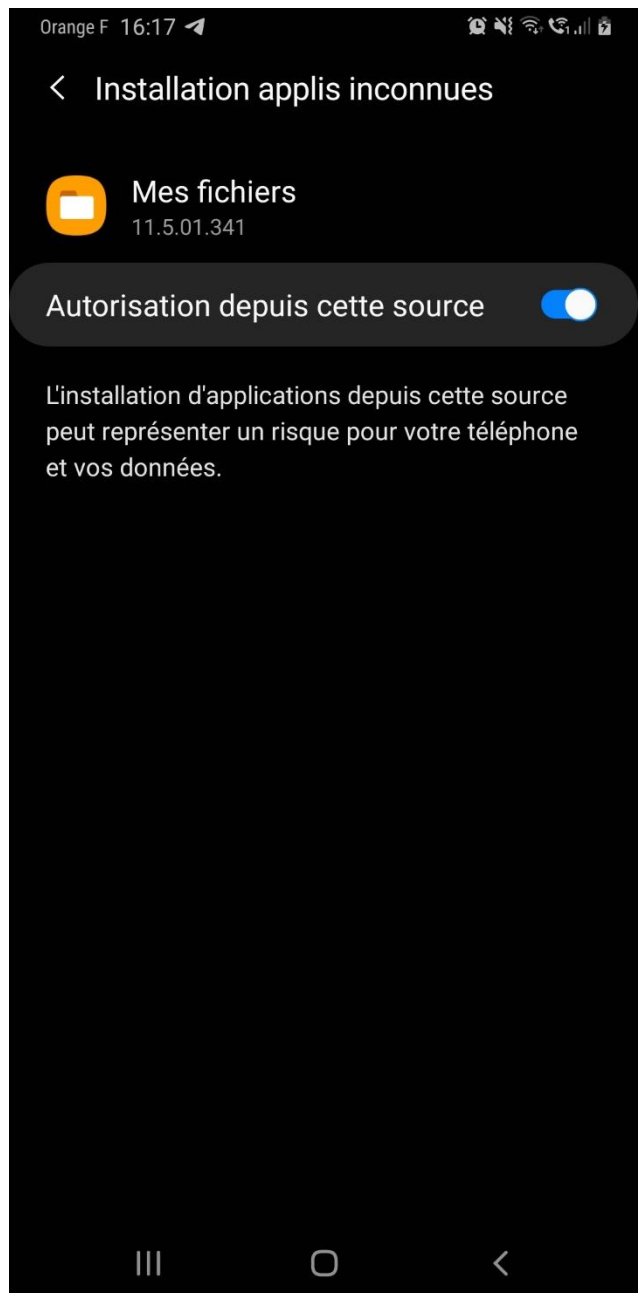 Orange F 16:17
Installation applis inconnues
Mes fichiers
11.5.01.341
Autorisation depuis cette source
L'installation d'applications depuis cette source
peut représenter un risque pour votre téléphone
et vos données.